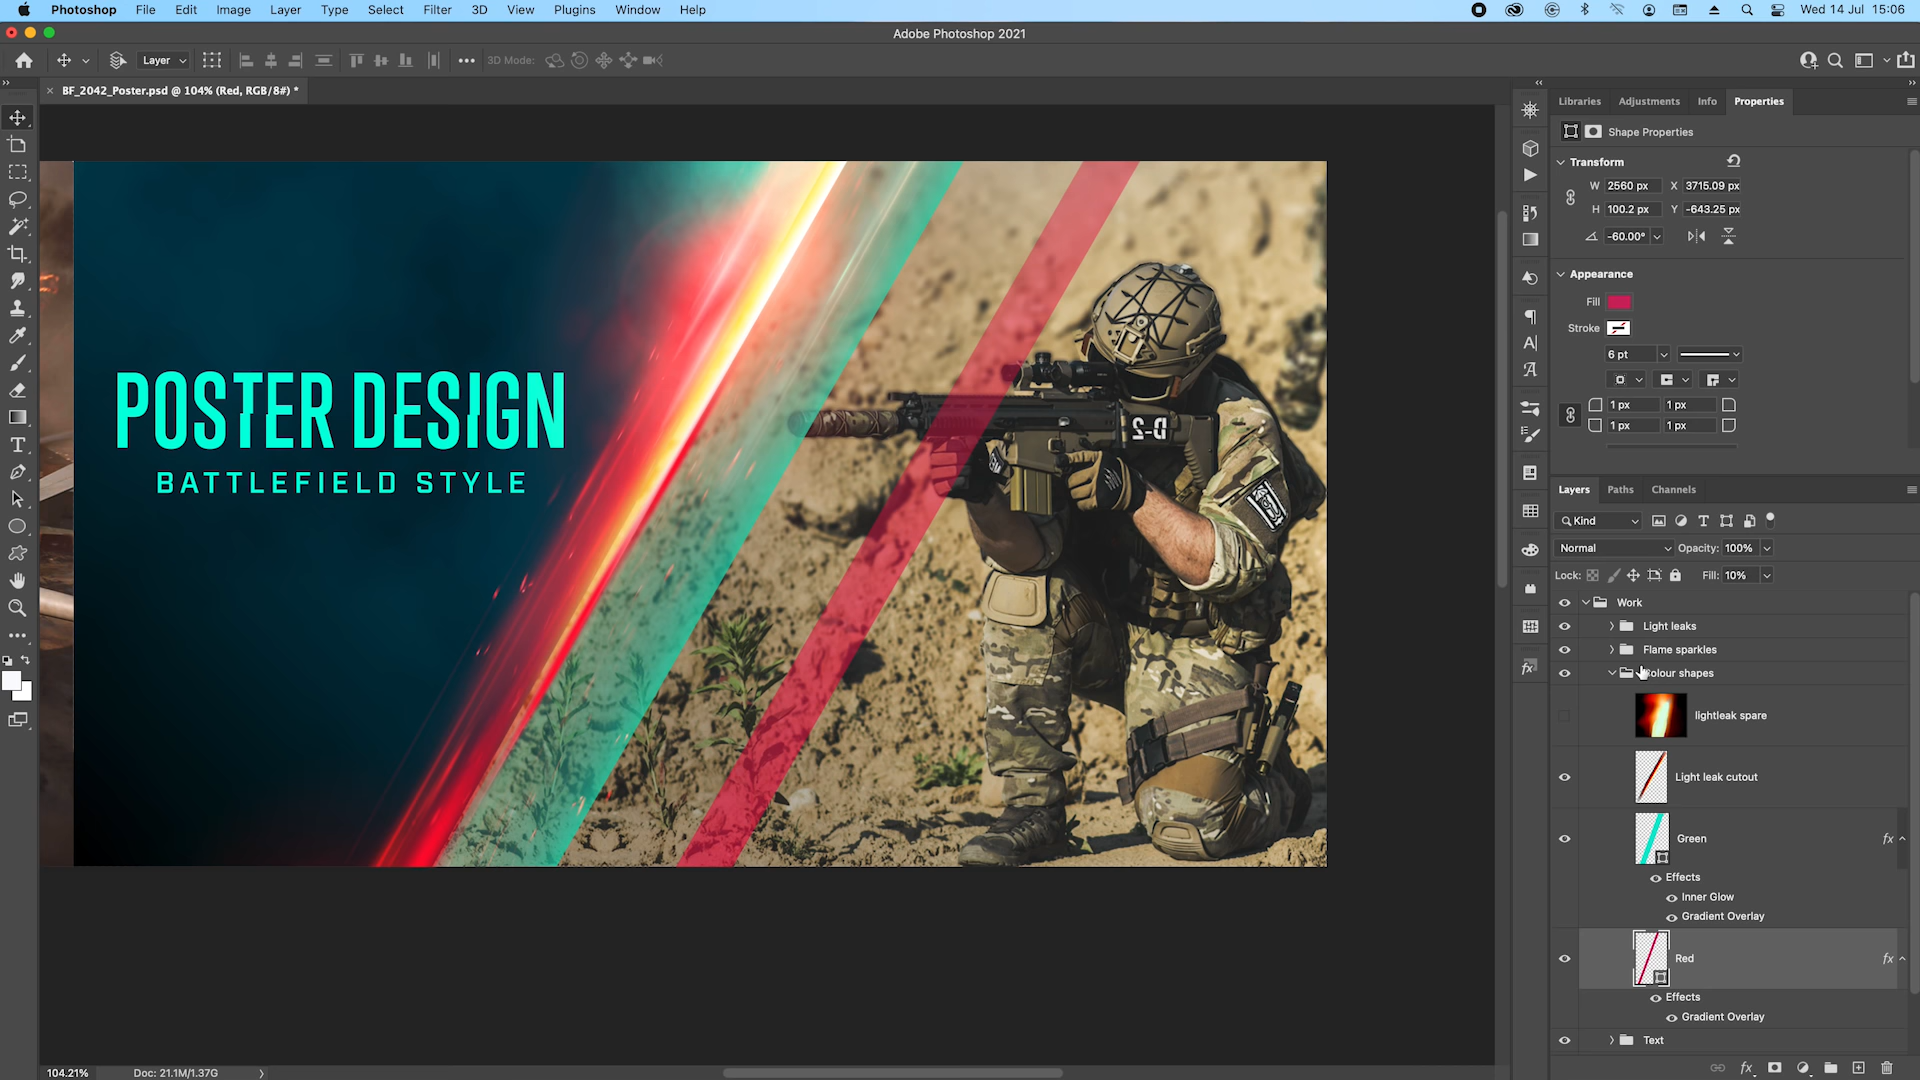 Photoshop File Edit Image Layer Type Select Filter 3D View Plugins Window Help Wed 14 Jul 15:06
Adobe Photoshop 2021
Layer 3D Mode:
BF_2042_Poster.psd @ 104% (Red, RGB/8#) *
Libraries Adjustments Info Properties
Shape Properties
Transform
W 2560 px X 3715.09 px
H 100.2 px Y -643.25 px
-60.00°
Appearance
Fill
Stroke
6 pt
1 px 1 px
1 px 1 px
POSTER DESIGN
BATTLEFIELD STYLE
D-2
Layers Paths Channels
Kind
Normal Opacity: 100%
Lock: Fill: 10%
Work
Light leaks
Flame sparkles
olour shapes
lightleak spare
Light leak cutout
Green fx
Effects
Inner Glow
Gradient Overlay
Red fx
Effects
Gradient Overlay
Text
104.21% Doc: 21.1M/1.37G